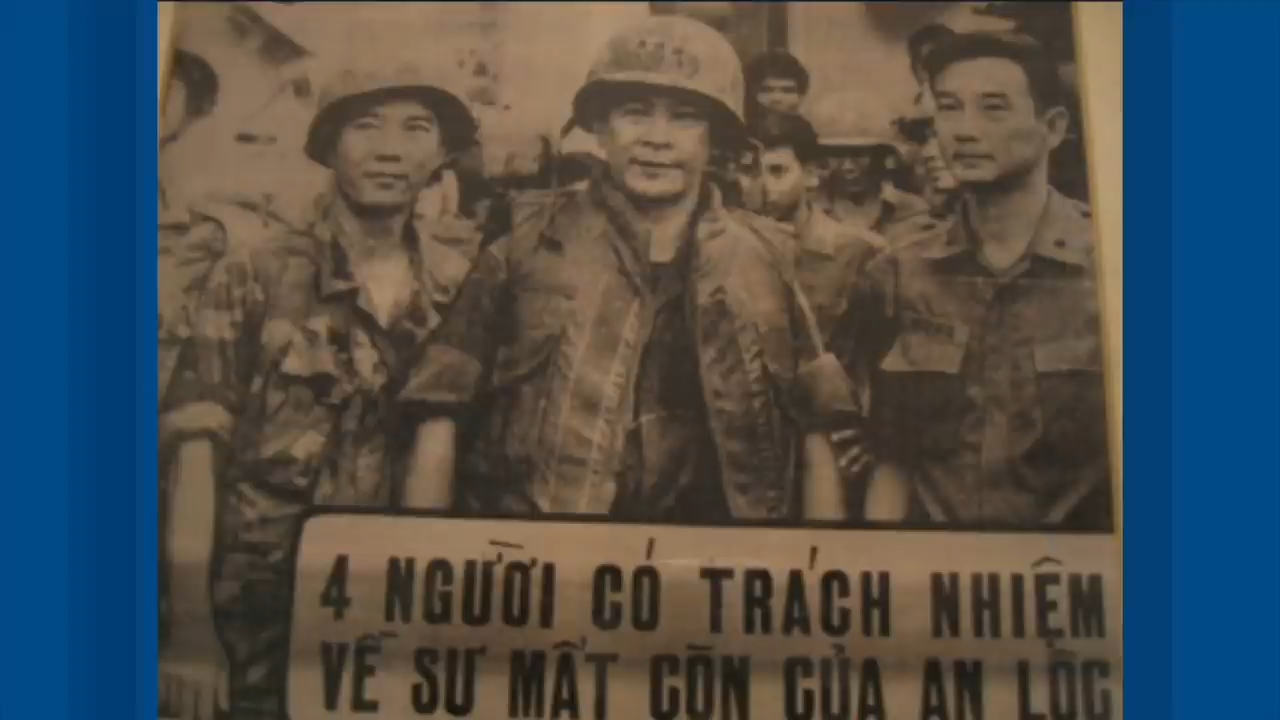 4 NGƯỜI CÓ TRÁCH NHIỆM
VỀ SỰ MẤT CÒN CỦA AN LỘC